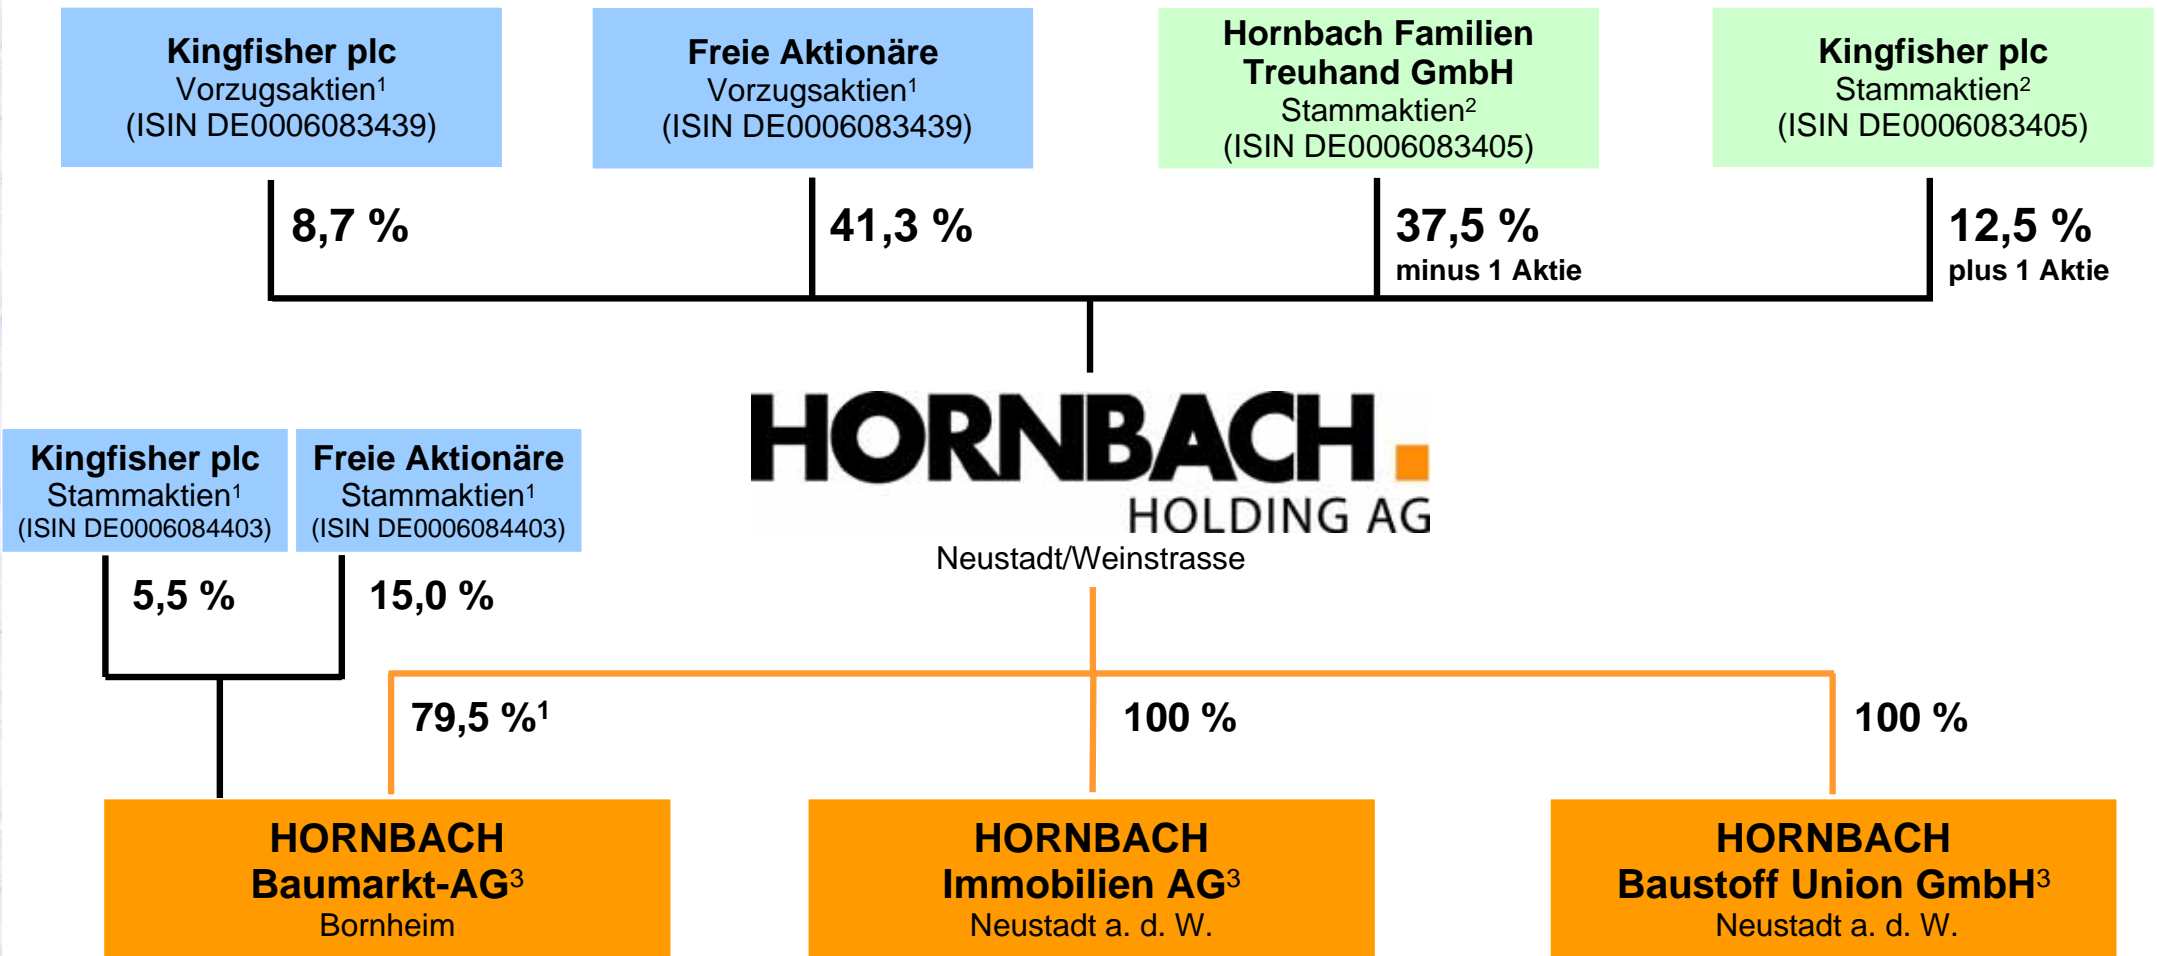 Kingfisher plc
Vorzugsaktien¹
(ISIN DE0006083439)
Freie Aktionäre
Vorzugsaktien¹
(ISIN DE0006083439)
Hornbach Familien
Treuhand GmbH
Stammaktien²
(ISIN DE0006083405)
Kingfisher plc
Stammaktien²
(ISIN DE0006083405)
8,7 %
41,3 %
37,5 %
minus 1 Aktie
12,5 %
plus 1 Aktie
HORNBACH
HOLDING AG
Neustadt/Weinstrasse
Kingfisher plc
Stammaktien¹
(ISIN DE0006084403)
Freie Aktionäre
Stammaktien¹
(ISIN DE0006084403)
5,5 %
15,0 %
79,5 %¹
100 %
100 %
HORNBACH
Baumarkt-AG³
Bornheim
HORNBACH
Immobilien AG³
Neustadt a. d. W.
HORNBACH
Baustoff Union GmbH³
Neustadt a. d. W.